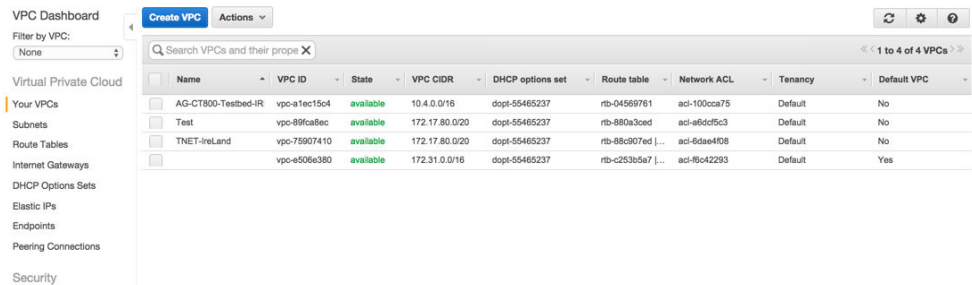 VPC Dashboard
Filter by VPC:
None
Virtual Private Cloud
Your VPCs
Subnets
Route Tables
Internet Gateways
DHCP Options Sets
Elastic IPs
Endpoints
Peering Connections
Security
Create VPC Actions
Search VPCs and their prope
1 to 4 of 4 VPCs
Name VPC ID State VPC CIDR DHCP options set Route table Network ACL Tenancy Default VPC
AG-CT800-Testbed-IR vpc-a1ec15c4 available 10.4.0.0/16 dopt-55465237 rtb-04569761 acl-100cca75 Default No
Test vpc-89fca8ec available 172.17.80.0/20 dopt-55465237 rtb-880a3ced acl-a6dcf5c3 Default No
TNET-IreLand vpc-75907410 available 172.17.80.0/20 dopt-55465237 rtb-88c907ed |... acl-6dae4f08 Default No
vpc-e506e380 available 172.31.0.0/16 dopt-55465237 rtb-c253b5a7 |... acl-f6c42293 Default Yes